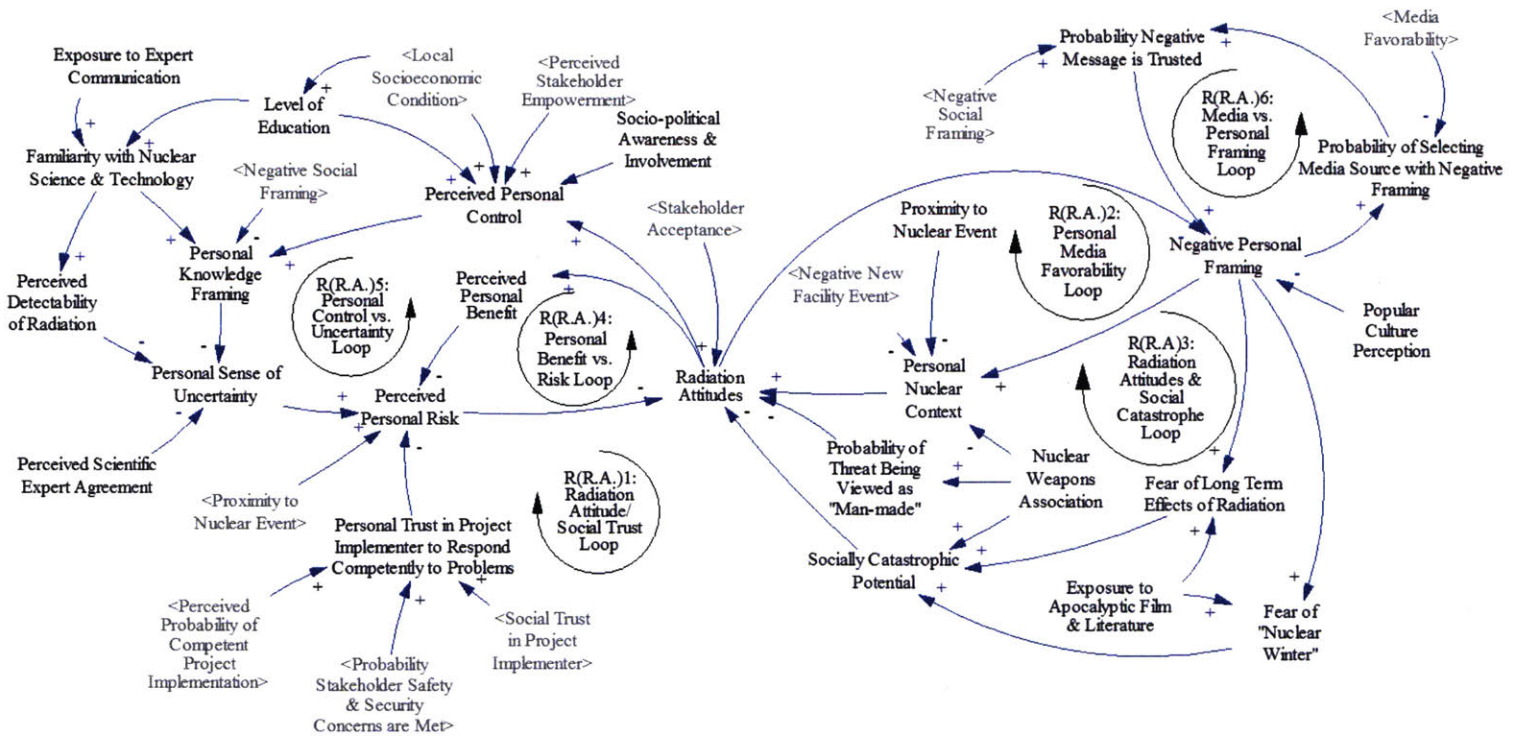 Exposure to Expert
Communication
Level of
Education
<Local
Socioeconomic
Condition>
<Perceived
Stakeholder
Empowerment>
Socio-political
Awareness &
Involvement
Familiarity with Nuclear
Science & Technology
<Negative Social
Framing>
Perceived Personal
Control
<Stakeholder
Acceptance>
Perceived
Detectability
of Radiation
Personal
Knowledge
Framing
R(R.A.)5:
Personal
Control vs.
Uncertainty
Loop
Perceived
Personal
Benefit
R(R.A.)4:
Personal
Benefit vs.
Risk Loop
Personal Sense of
Uncertainty
Perceived
Personal Risk
Radiation
Attitudes
Perceived Scientific
Expert Agreement
<Proximity to
Nuclear Event>
Personal Trust in Project
Implementer to Respond
Competently to Problems
R(R.A.)1:
Radiation
Attitude/
Social Trust
Loop
<Perceived
Probability of
Competent
Project
Implementation>
<Probability
Stakeholder Safety
& Security
Concerns are Met>
<Social Trust
in Project
Implementer>
Probability Negative
Message is Trusted
<Media
Favorability>
<Negative
Social
Framing>
R(R.A.)6:
Media vs.
Personal
Framing
Loop
Probability of Selecting
Media Source with Negative
Framing
Proximity to
Nuclear Event
R(R.A.)2:
Personal
Media
Favorability
Loop
Negative Personal
Framing
<Negative New
Facility Event>
Popular
Culture
Perception
Personal
Nuclear
Context
R(R.A)3:
Radiation
Attitudes &
Social
Catastrophe
Loop
Probability of
Threat Being
Viewed as
"Man-made"
Nuclear
Weapons
Association
Fear of Long Term
Effects of Radiation
Socially Catastrophic
Potential
Exposure to
Apocalyptic Film
& Literature
Fear of
"Nuclear
Winter"